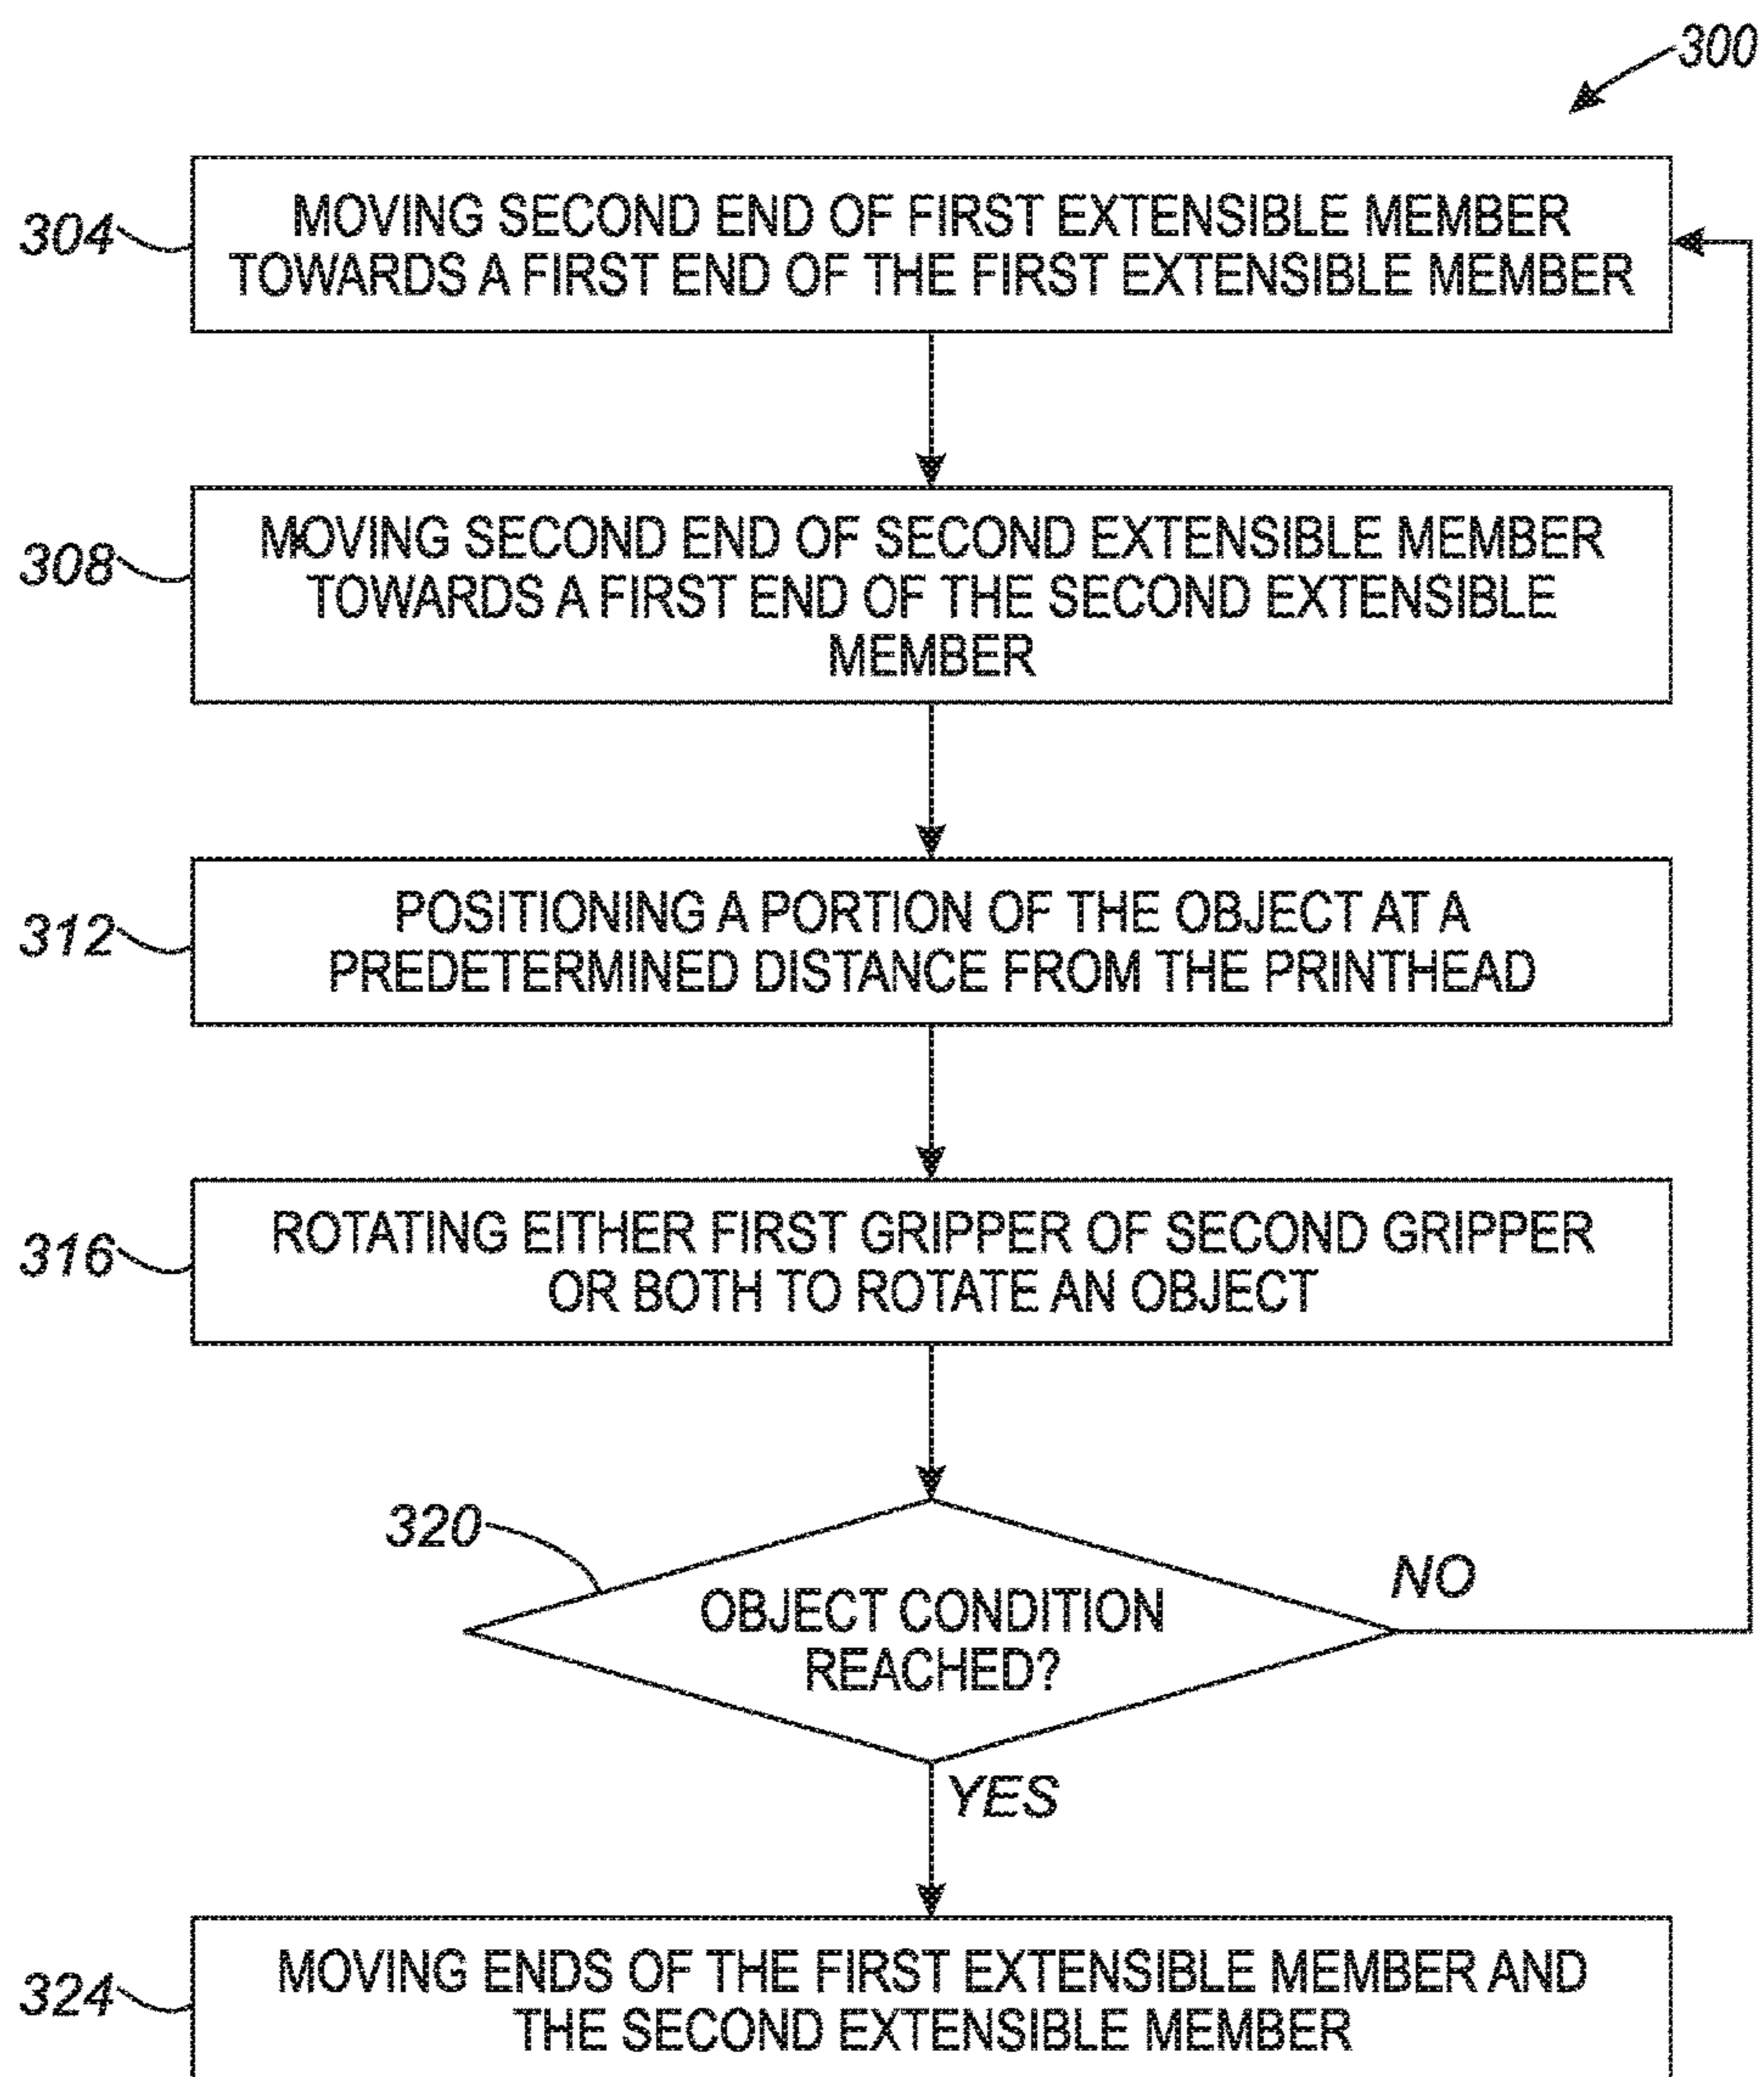 300
304
MOVING SECOND END OF FIRST EXTENSIBLE MEMBER
TOWARDS A FIRST END OF THE FIRST EXTENSIBLE MEMBER
308
MOVING SECOND END OF SECOND EXTENSIBLE MEMBER
TOWARDS A FIRST END OF THE SECOND EXTENSIBLE
MEMBER
312
POSITIONING A PORTION OF THE OBJECT AT A
PREDETERMINED DISTANCE FROM THE PRINTHEAD
316
ROTATING EITHER FIRST GRIPPER OF SECOND GRIPPER
OR BOTH TO ROTATE AN OBJECT
320
OBJECT CONDITION
REACHED?
NO
YES
324
MOVING ENDS OF THE FIRST EXTENSIBLE MEMBER AND
THE SECOND EXTENSIBLE MEMBER